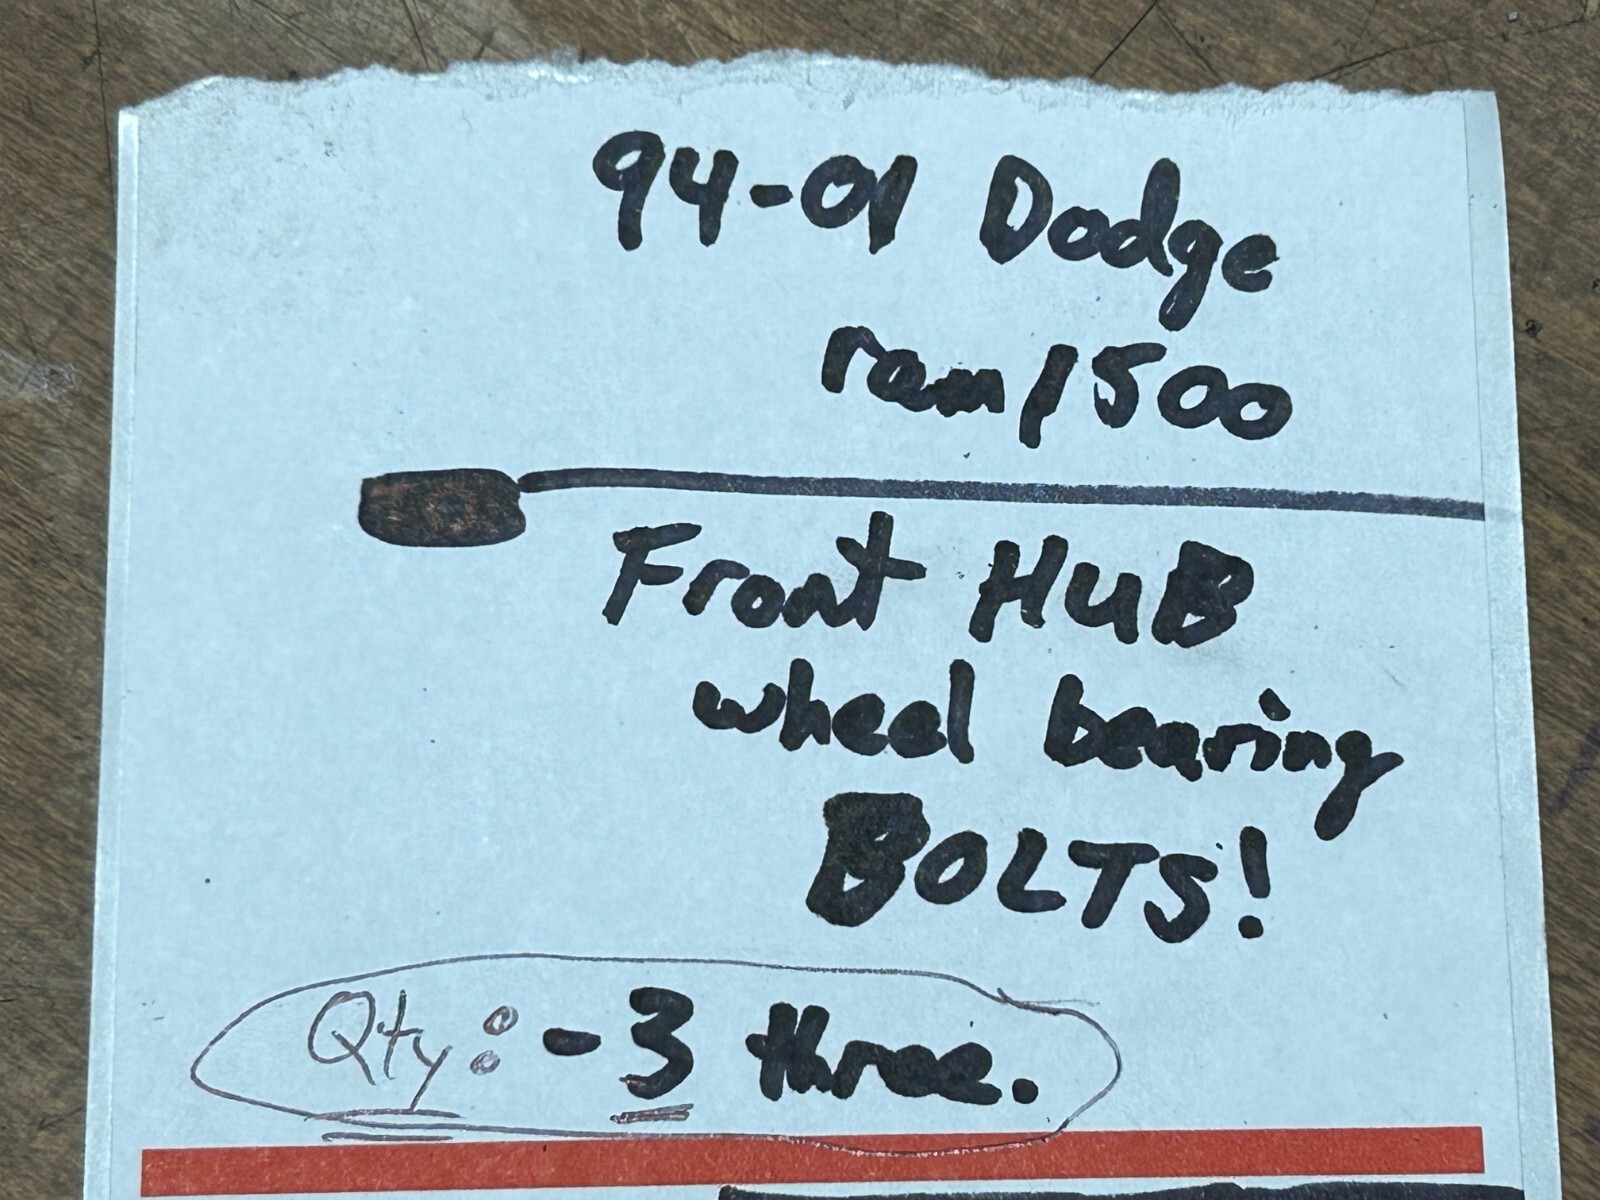 94-01 Dodge
ram 1500
Front HUB
wheel bearing
BOLTS!
Qty: - 3 three.